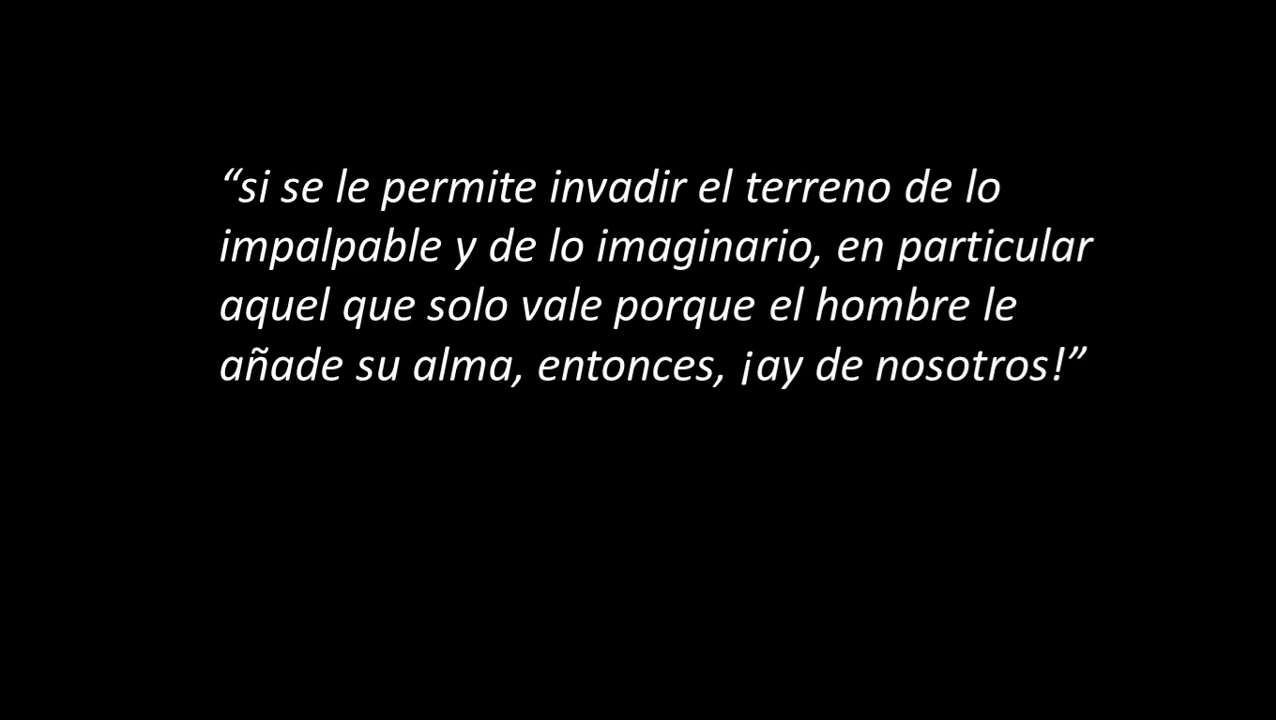 “si se le permite invadir el terreno de lo
impalpable y de lo imaginario, en particular
aquel que solo vale porque el hombre le
añade su alma, entonces, ¡ay de nosotros!”